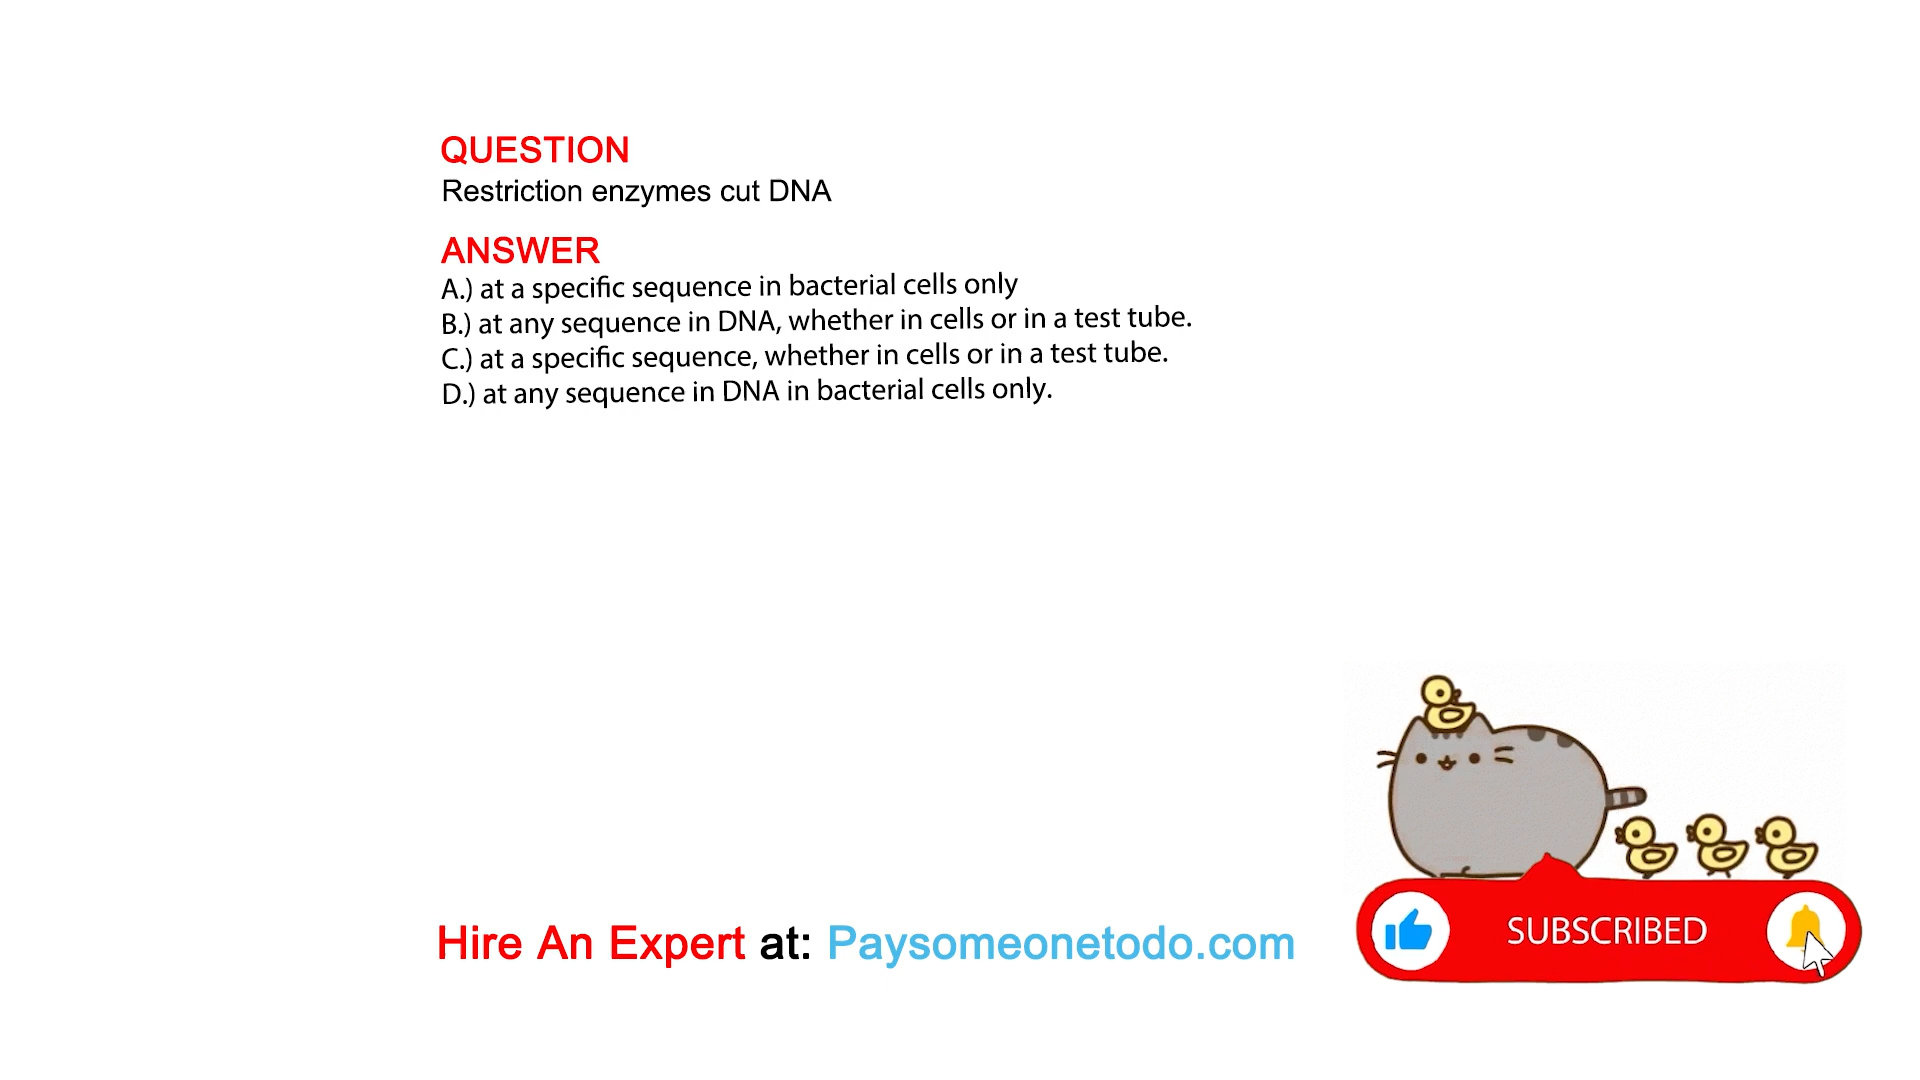 QUESTION
Restriction enzymes cut DNA
ANSWER
A.) at a specific sequence in bacterial cells only
B.) at any sequence in DNA, whether in cells or in a test tube.
C.) at a specific sequence, whether in cells or in a test tube.
D.) at any sequence in DNA in bacterial cells only.
Hire An Expert at: Paysomeonetodo.com
SUBSCRIBED